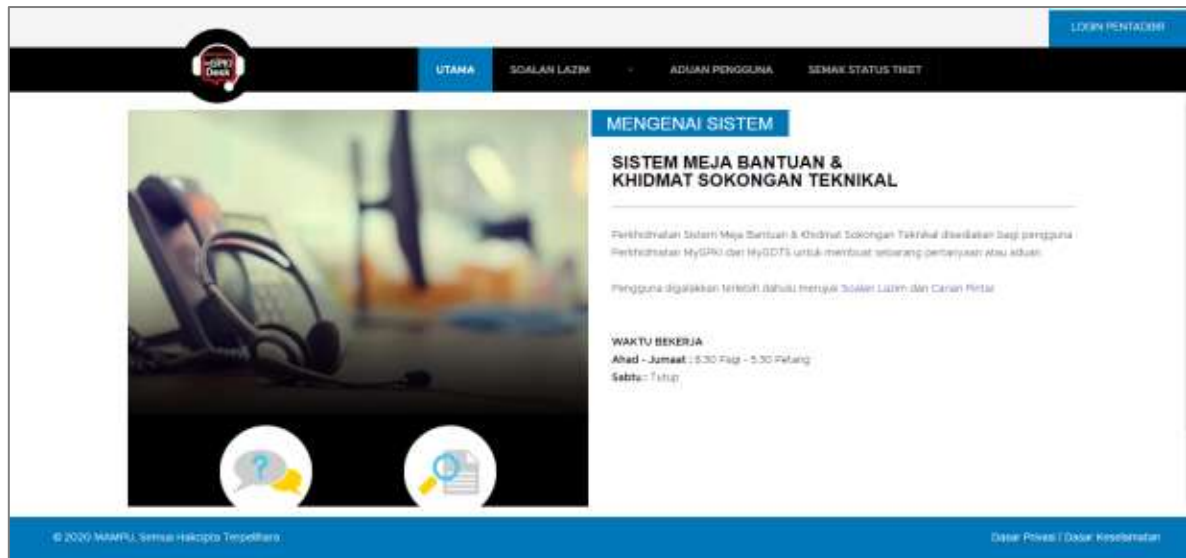 LOGIN PENTADBIR
MyGPKI
Desk
UTAMA
SOALAN LAZIM
ADUAN PENGGUNA
SEMAK STATUS TIKET
MENGENAI SISTEM
SISTEM MEJA BANTUAN &
KHIDMAT SOKONGAN TEKNIKAL
Perkhidmatan Sistem Meja Bantuan & Khidmat Sokongan Teknikal disediakan bagi pengguna
Perkhidmatan MyGPKI dan MyGDTS untuk membuat sebarang pertanyaan atau aduan.
Pengguna digalakkan terlebih dahulu merujuk Soalan Lazim dan Carian Pintar
WAKTU BEKERJA
Ahad - Jumaat : 8.30 Pagi - 5.30 Petang
Sabtu : Tutup
?
© 2020 MAMPU, Semua Hakcipta Terpelihara
Dasar Privasi | Dasar Keselamatan